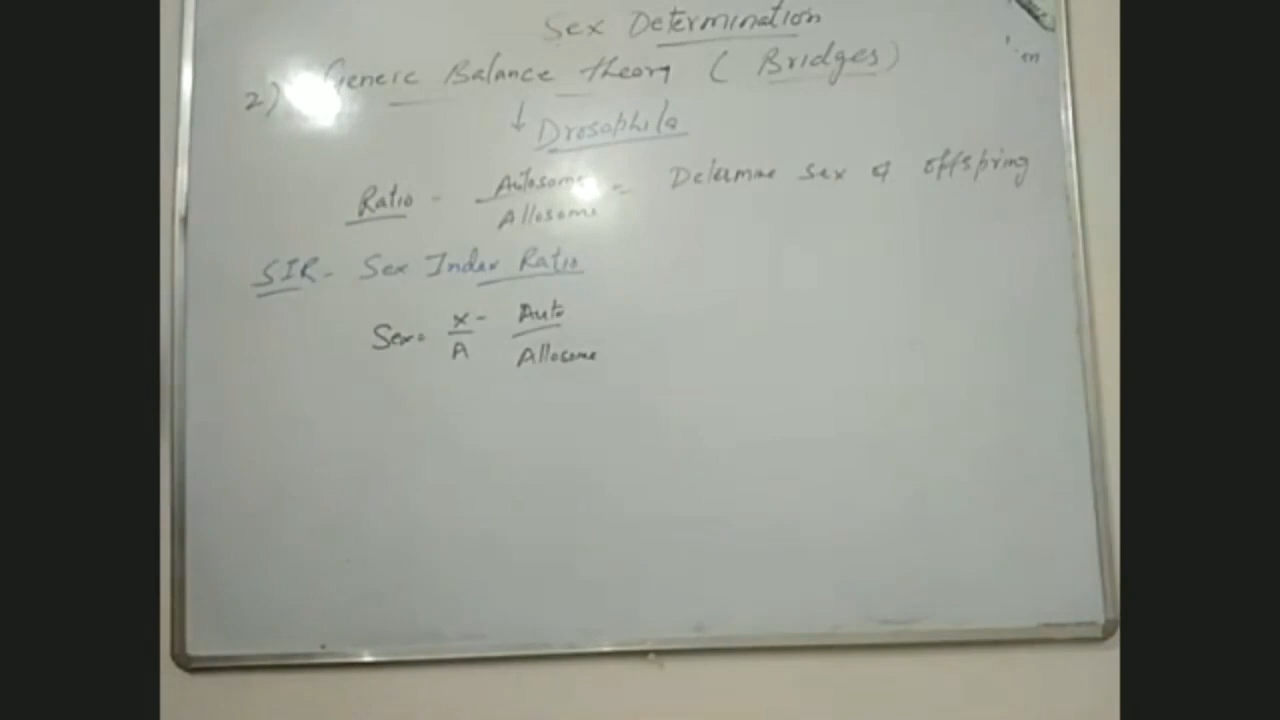 Sex Determination
2) Genic Balance theory ( Bridges )
↓ Drosophila
Ratio - Autosome / Allosome = Determine sex of offspring
SIR - Sex Index Ratio
Sex = X / A - Auto / Allosome